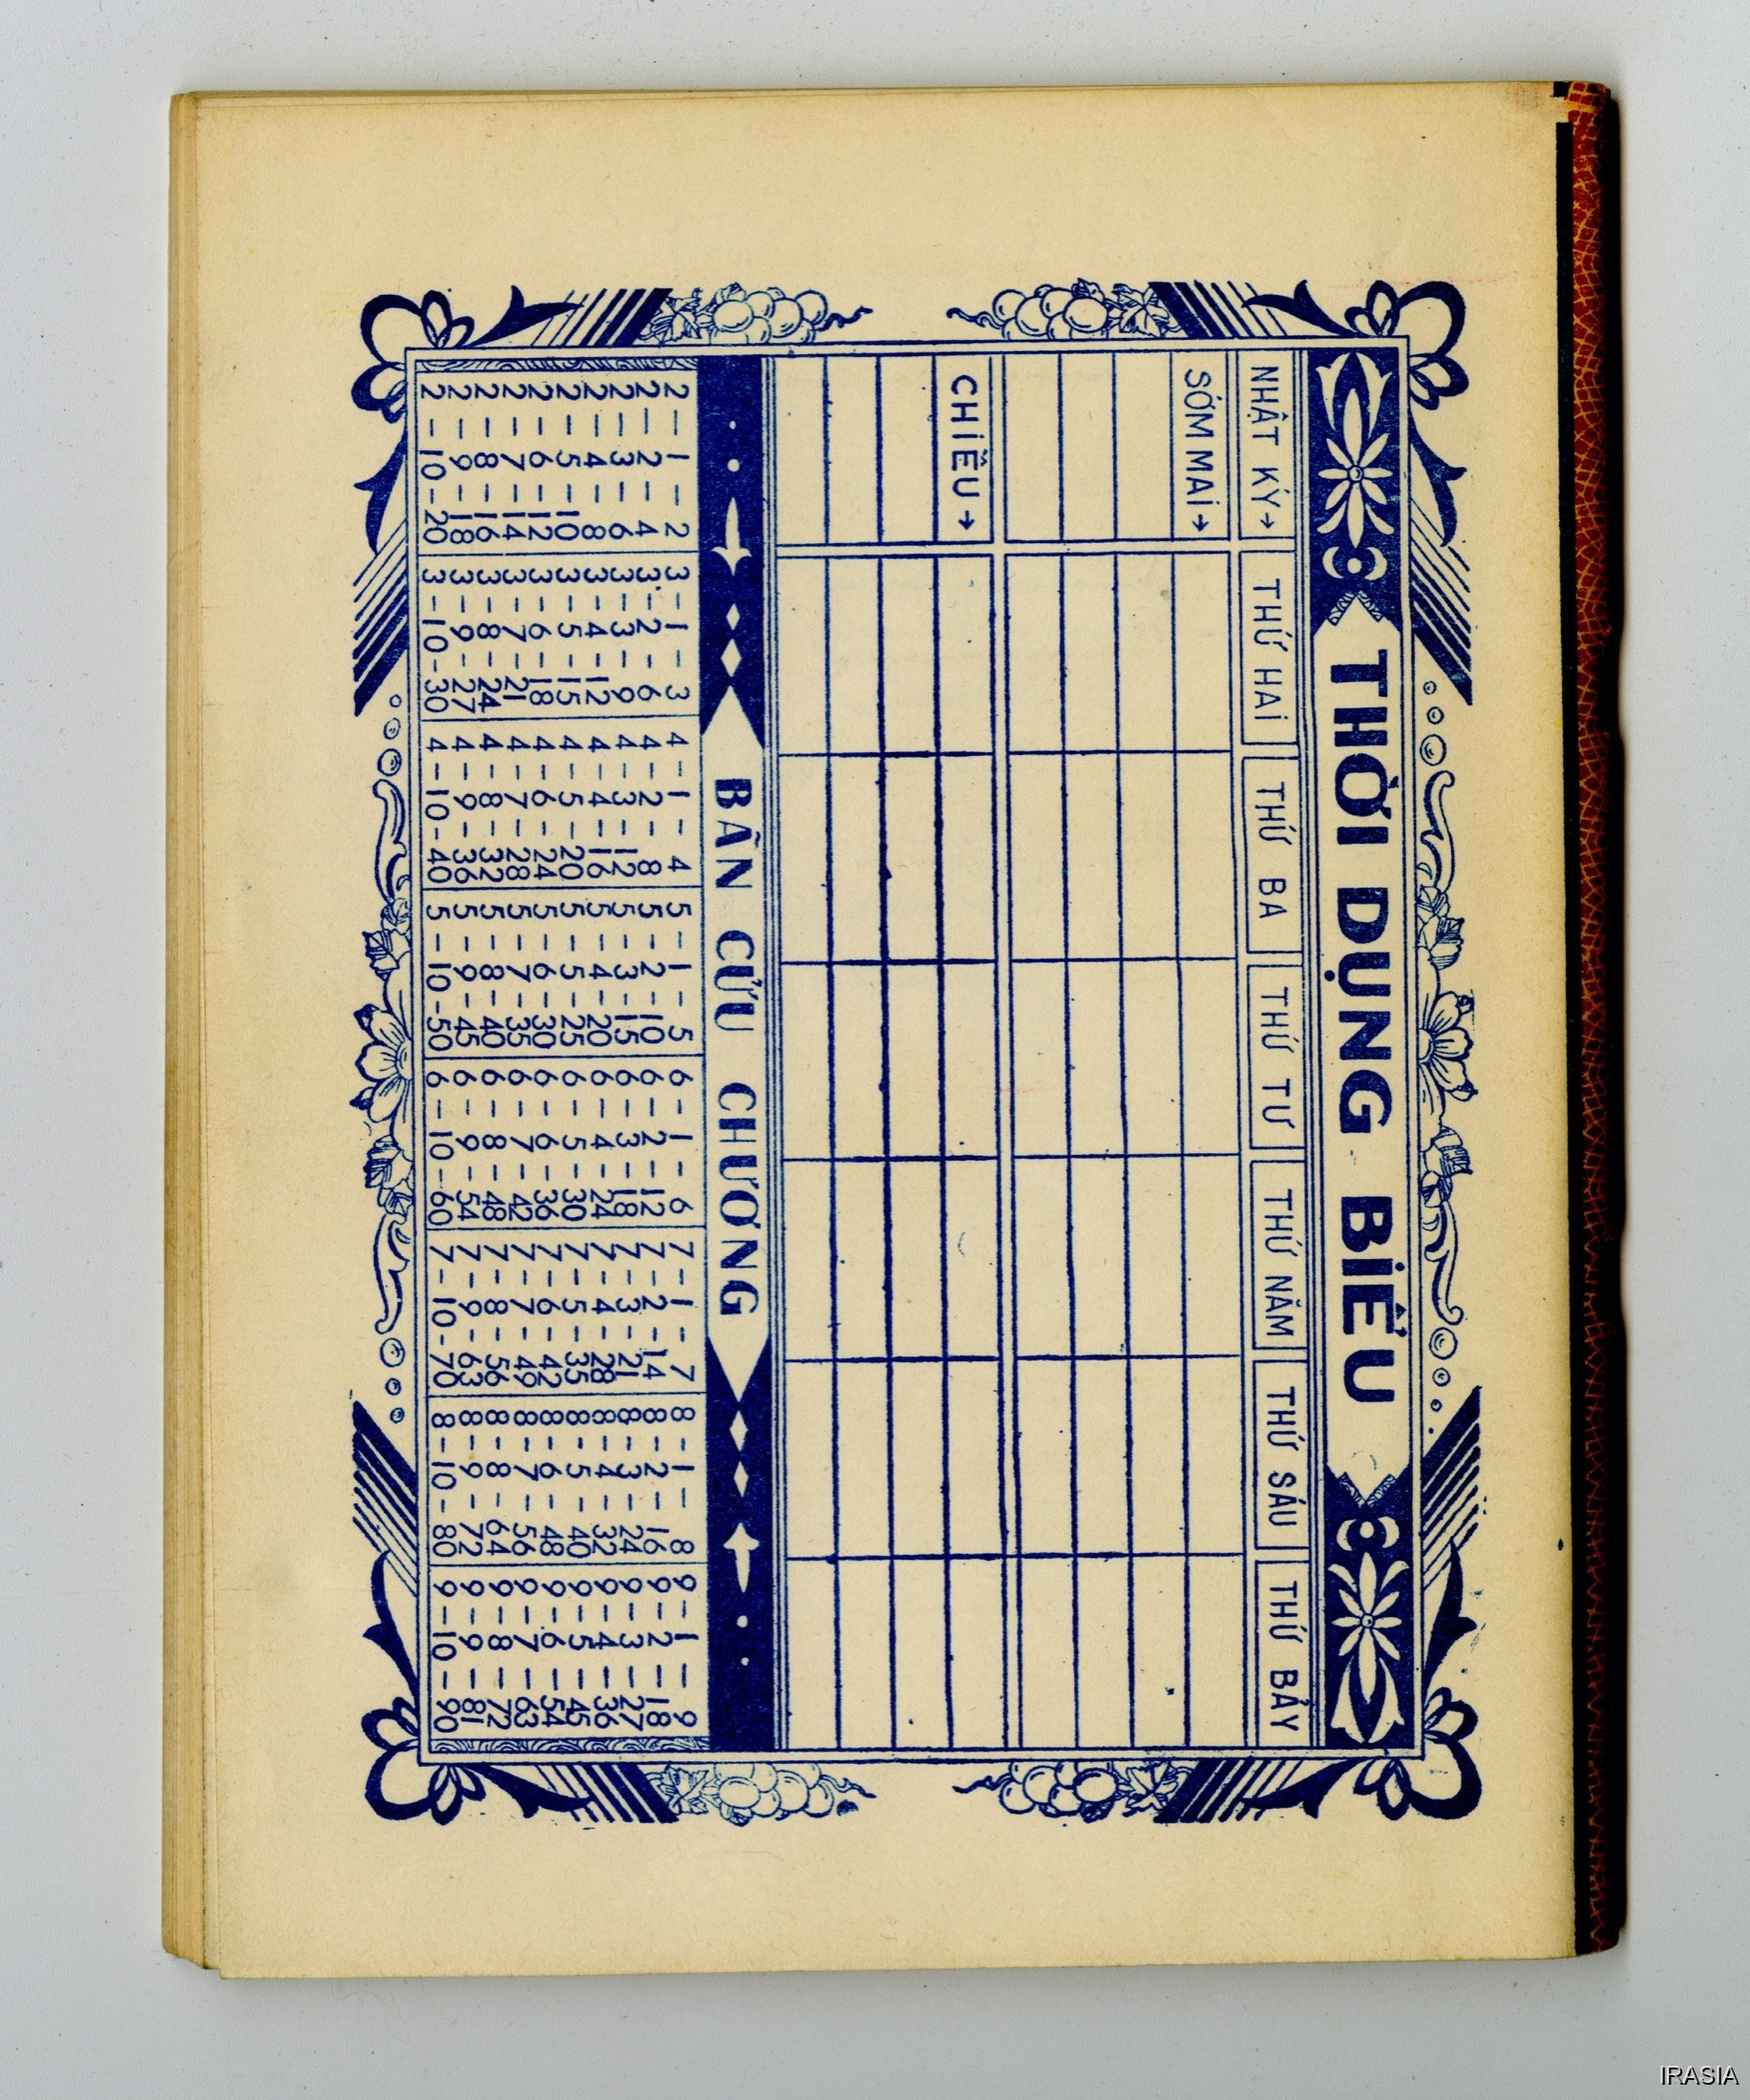 THỜI DỤNG BIỂU
NHẬT KÝ→ THỨ HAI THỨ BA THỨ TƯ THỨ NĂM THỨ SÁU THỨ BẢY
SỚM MAI→
CHIỀU→
BẢN CỬU CHƯƠNG
2 – 1 – 2 3 – 1 – 3 4 – 1 – 4 5 – 1 – 5 6 – 1 – 6 7 – 1 – 7 8 – 1 – 8 9 – 1 – 9
2 – 2 – 4 3 – 2 – 6 4 – 2 – 8 5 – 2 – 10 6 – 2 – 12 7 – 2 – 14 8 – 2 – 16 9 – 2 – 18
2 – 3 – 6 3 – 3 – 9 4 – 3 – 12 5 – 3 – 15 6 – 3 – 18 7 – 3 – 21 8 – 3 – 24 9 – 3 – 27
2 – 4 – 8 3 – 4 – 12 4 – 4 – 16 5 – 4 – 20 6 – 4 – 24 7 – 4 – 28 8 – 4 – 32 9 – 4 – 36
2 – 5 – 10 3 – 5 – 15 4 – 5 – 20 5 – 5 – 25 6 – 5 – 30 7 – 5 – 35 8 – 5 – 40 9 – 5 – 45
2 – 6 – 12 3 – 6 – 18 4 – 6 – 24 5 – 6 – 30 6 – 6 – 36 7 – 6 – 42 8 – 6 – 48 9 – 6 – 54
2 – 7 – 14 3 – 7 – 21 4 – 7 – 28 5 – 7 – 35 6 – 7 – 42 7 – 7 – 49 8 – 7 – 56 9 – 7 – 63
2 – 8 – 16 3 – 8 – 24 4 – 8 – 32 5 – 8 – 40 6 – 8 – 48 7 – 8 – 56 8 – 8 – 64 9 – 8 – 72
2 – 9 – 18 3 – 9 – 27 4 – 9 – 36 5 – 9 – 45 6 – 9 – 54 7 – 9 – 63 8 – 9 – 72 9 – 9 – 81
2 – 10 – 20 3 – 10 – 30 4 – 10 – 40 5 – 10 – 50 6 – 10 – 60 7 – 10 – 70 8 – 10 – 80 9 – 10 – 90
IRASIA